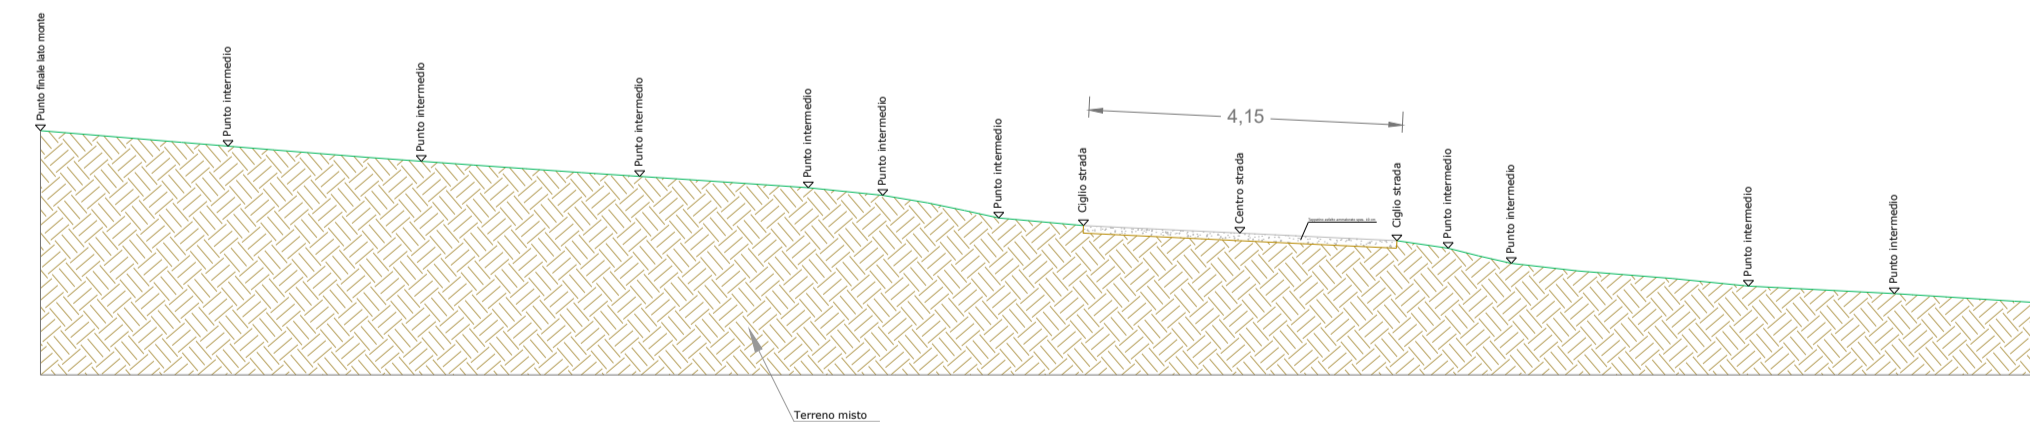 Punto finale lato monte
Punto intermedio
Punto intermedio
Punto intermedio
Punto intermedio
Punto intermedio
Punto intermedio
Ciglio strada
4,15
Centro strada
Ciglio strada
Punto intermedio
Punto intermedio
Punto intermedio
Punto intermedio
Terreno misto